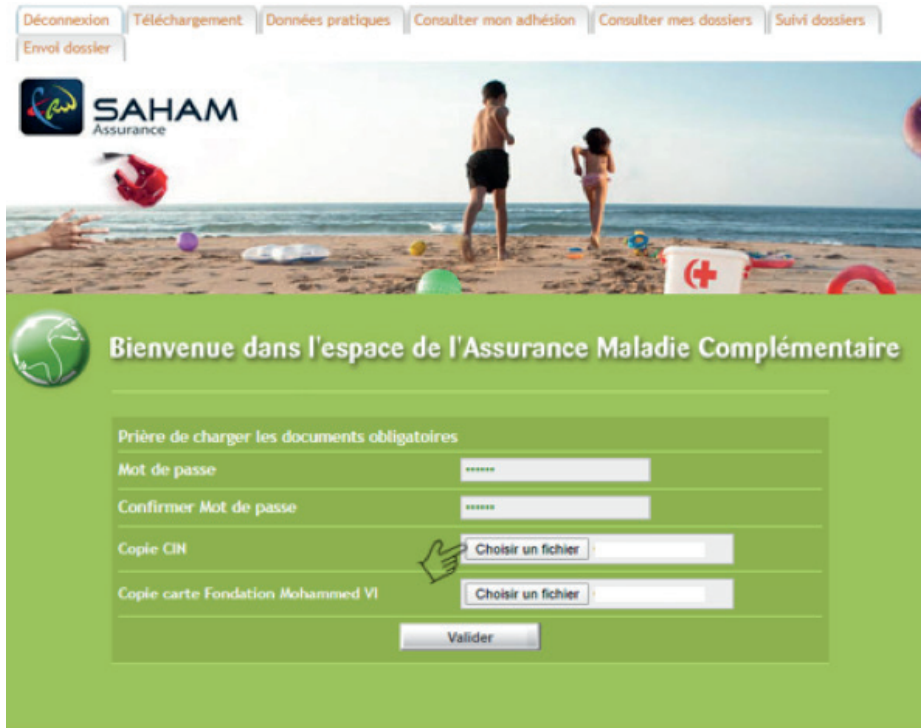 Déconnexion Téléchargement Données pratiques Consulter mon adhésion Consulter mes dossiers Suivi dossiers
Envoi dossier
SAHAM
Assurance
Bienvenue dans l'espace de l'Assurance Maladie Complémentaire
Prière de charger les documents obligatoires
Mot de passe ••••••
Confirmer Mot de passe ••••••
Copie CIN Choisir un fichier
Copie carte Fondation Mohammed VI Choisir un fichier
Valider